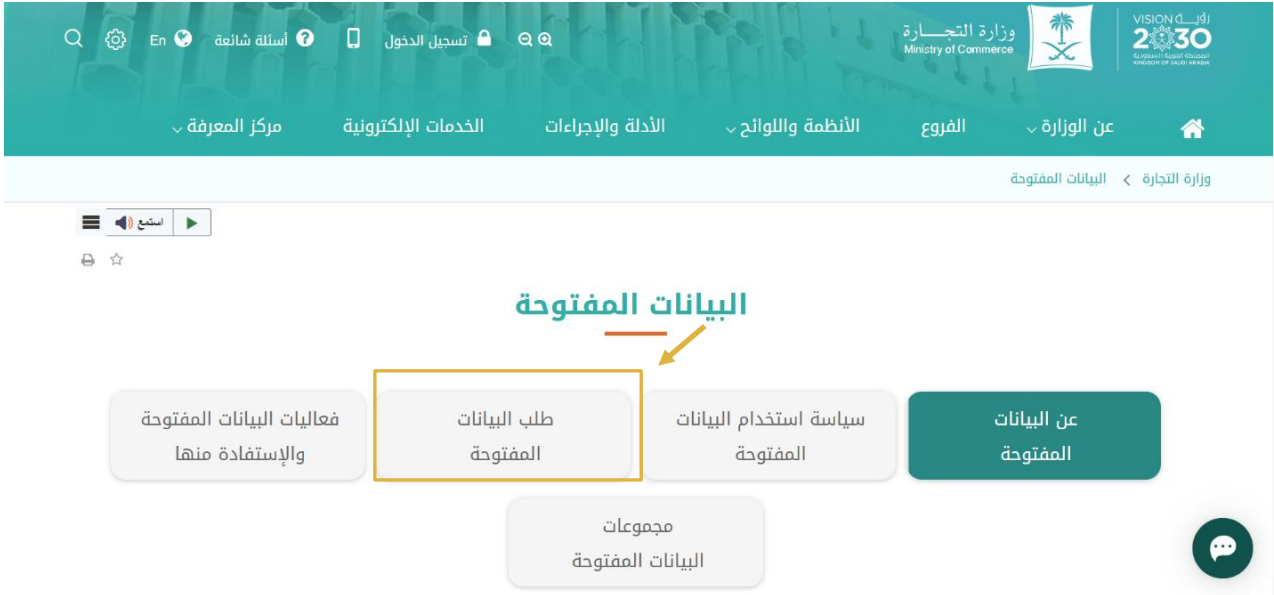 رؤيــة VISION
2030
المملكة العربية السعودية
KINGDOM OF SAUDI ARABIA
وزارة التجـــــارة
Ministry of Commerce
تسجيل الدخول
أسئلة شائعة
En
عن الوزارة
الفروع
الأنظمة واللوائح
الأدلة والإجراءات
الخدمات الإلكترونية
مركز المعرفة
وزارة التجارة > البيانات المفتوحة
استمع
البيانات المفتوحة
عن البيانات
المفتوحة
سياسة استخدام البيانات
المفتوحة
طلب البيانات
المفتوحة
فعاليات البيانات المفتوحة
والإستفادة منها
مجموعات
البيانات المفتوحة